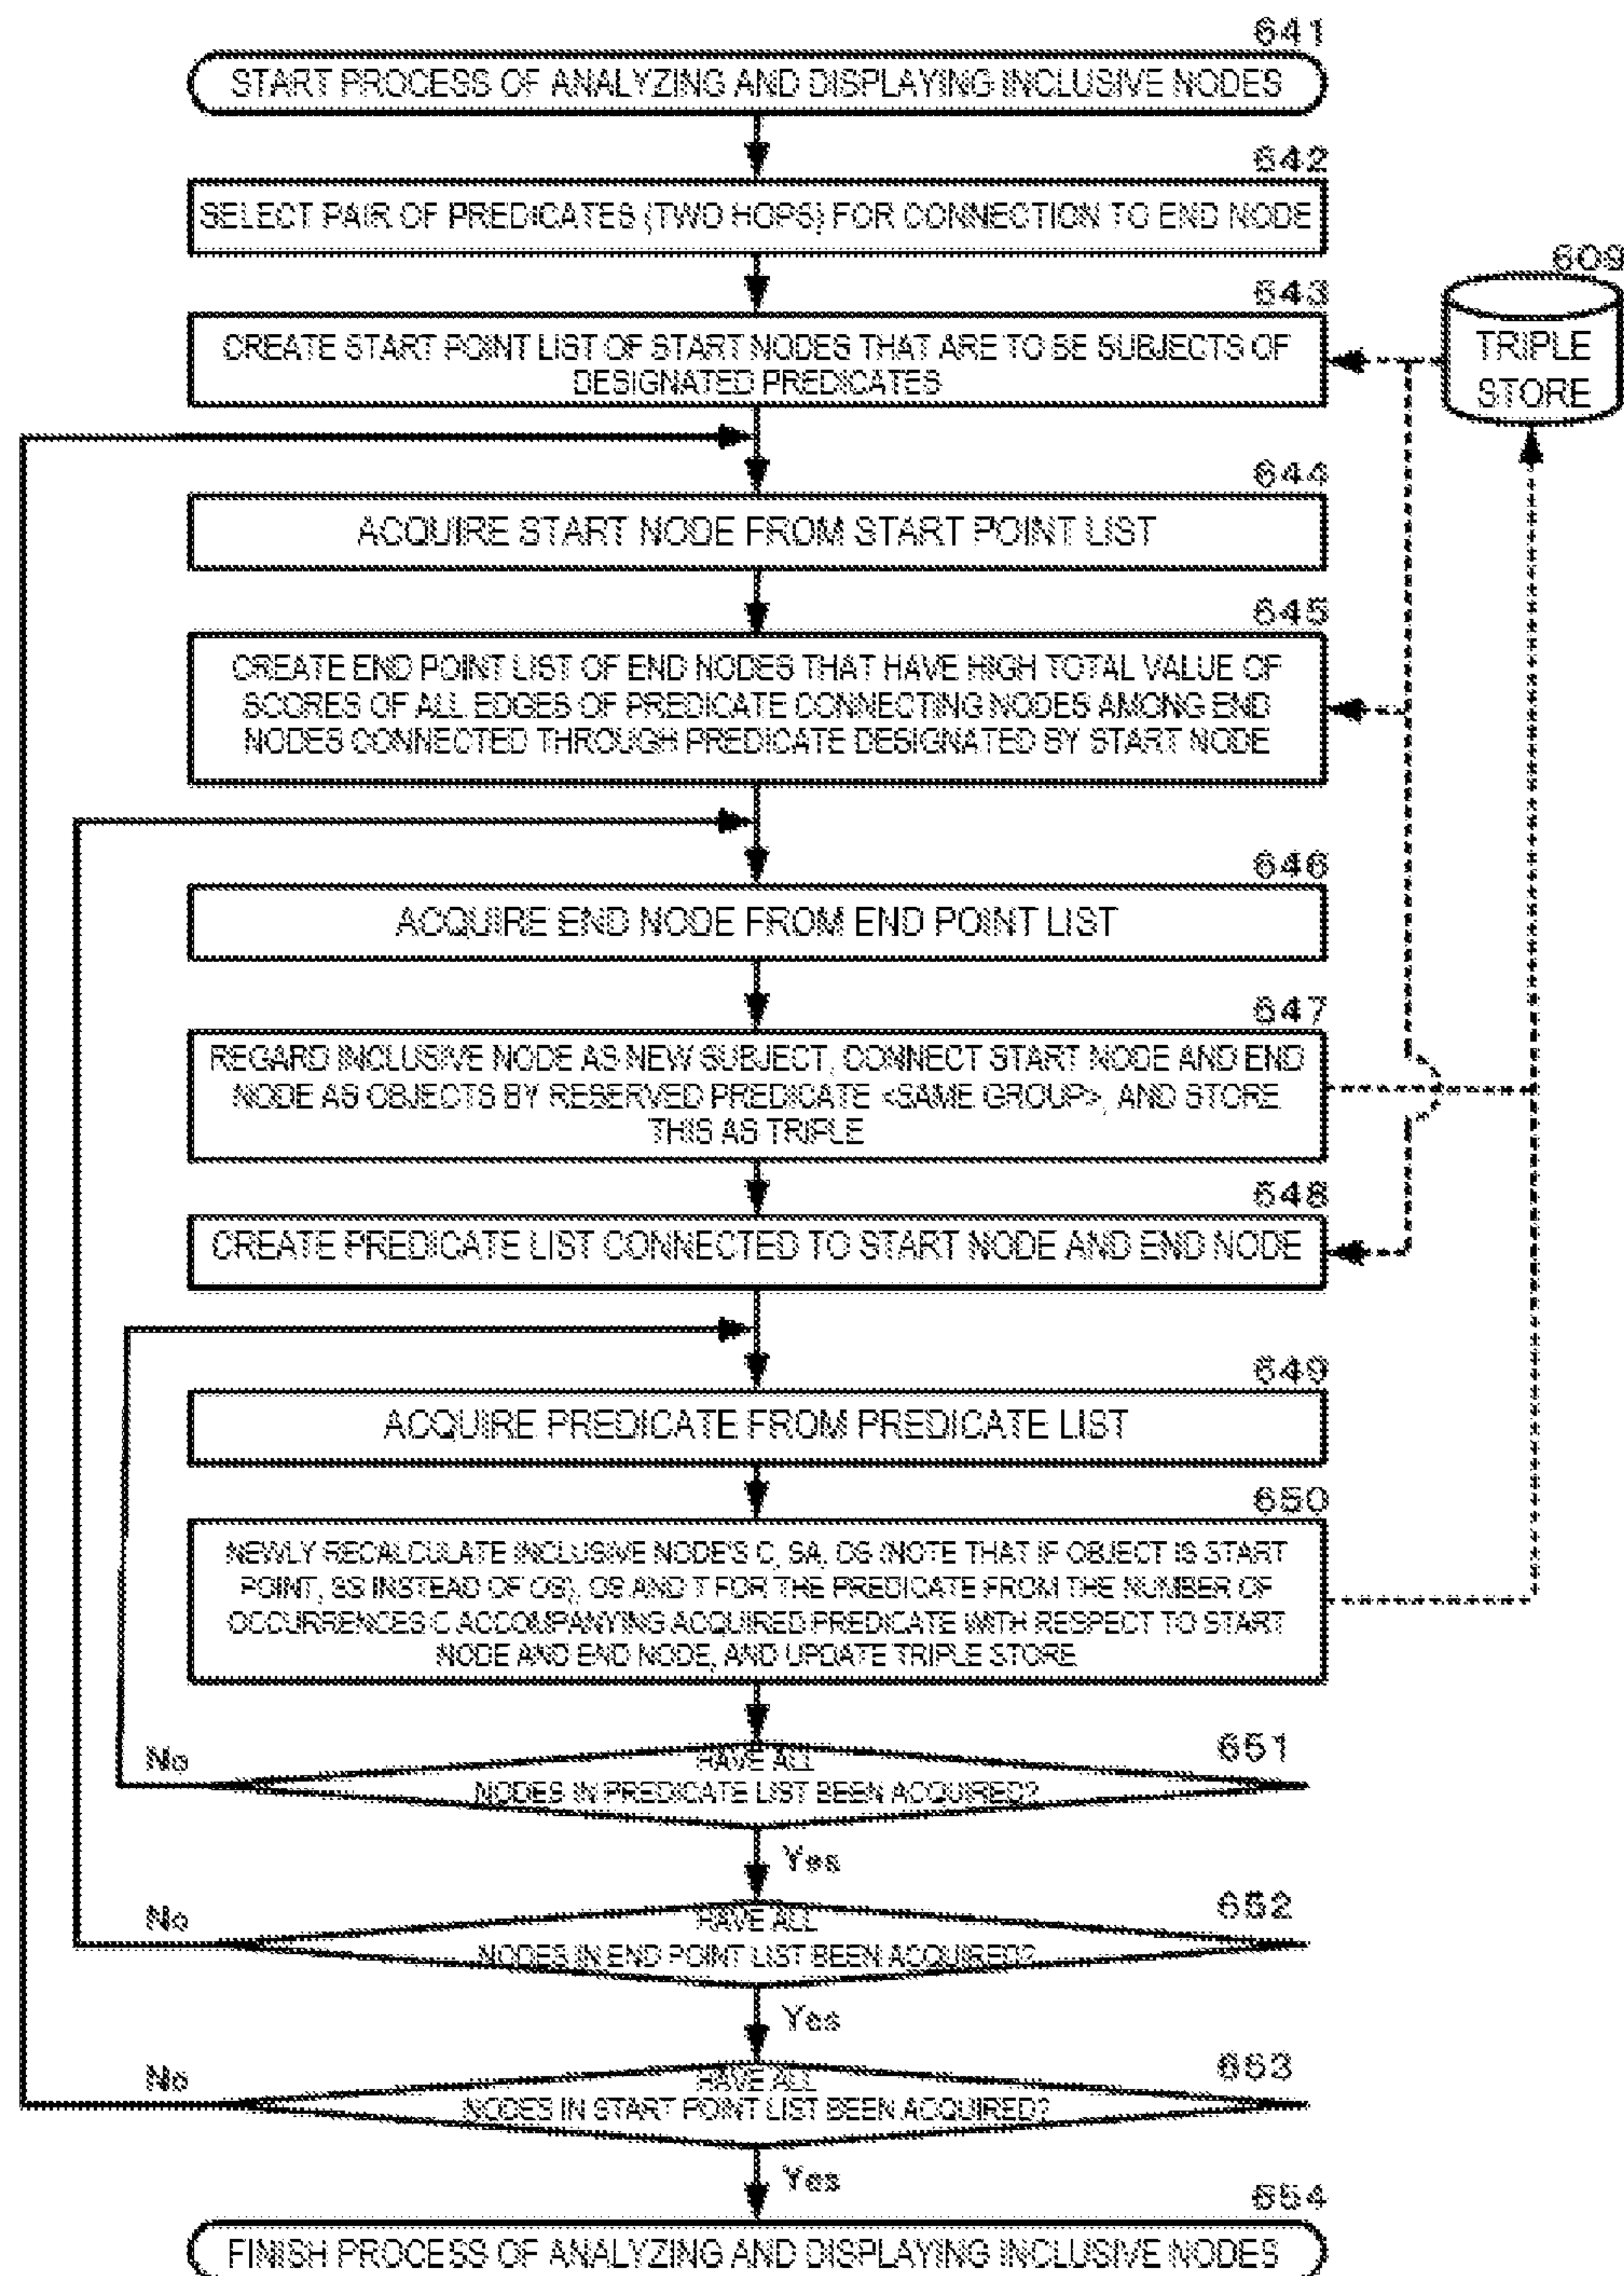 641
START PROCESS OF ANALYZING AND DISPLAYING INCLUSIVE NODES
642
SELECT PAIR OF PREDICATES (TWO HOPS) FOR CONNECTION TO END NODE
609
TRIPLE
STORE
643
CREATE START POINT LIST OF START NODES THAT ARE TO BE SUBJECTS OF
DESIGNATED PREDICATES
644
ACQUIRE START NODE FROM START POINT LIST
645
CREATE END POINT LIST OF END NODES THAT HAVE HIGH TOTAL VALUE OF
SCORES OF ALL EDGES OF PREDICATE CONNECTING NODES AMONG END
NODES CONNECTED THROUGH PREDICATE DESIGNATED BY START NODE
646
ACQUIRE END NODE FROM END POINT LIST
647
REGARD INCLUSIVE NODE AS NEW SUBJECT, CONNECT START NODE AND END
NODE AS OBJECTS BY RESERVED PREDICATE <SAME GROUP>, AND STORE
THIS AS TRIPLE
648
CREATE PREDICATE LIST CONNECTED TO START NODE AND END NODE
649
ACQUIRE PREDICATE FROM PREDICATE LIST
650
NEWLY RECALCULATE INCLUSIVE NODE'S C, SA, OS (NOTE THAT IF OBJECT IS START
POINT, SS INSTEAD OF OS), OS AND T FOR THE PREDICATE FROM THE NUMBER OF
OCCURRENCES C ACCOMPANYING ACQUIRED PREDICATE WITH RESPECT TO START
NODE AND END NODE, AND UPDATE TRIPLE STORE
651
No
HAVE ALL
NODES IN PREDICATE LIST BEEN ACQUIRED?
Yes
652
No
HAVE ALL
NODES IN END POINT LIST BEEN ACQUIRED?
Yes
653
No
HAVE ALL
NODES IN START POINT LIST BEEN ACQUIRED?
Yes
654
FINISH PROCESS OF ANALYZING AND DISPLAYING INCLUSIVE NODES